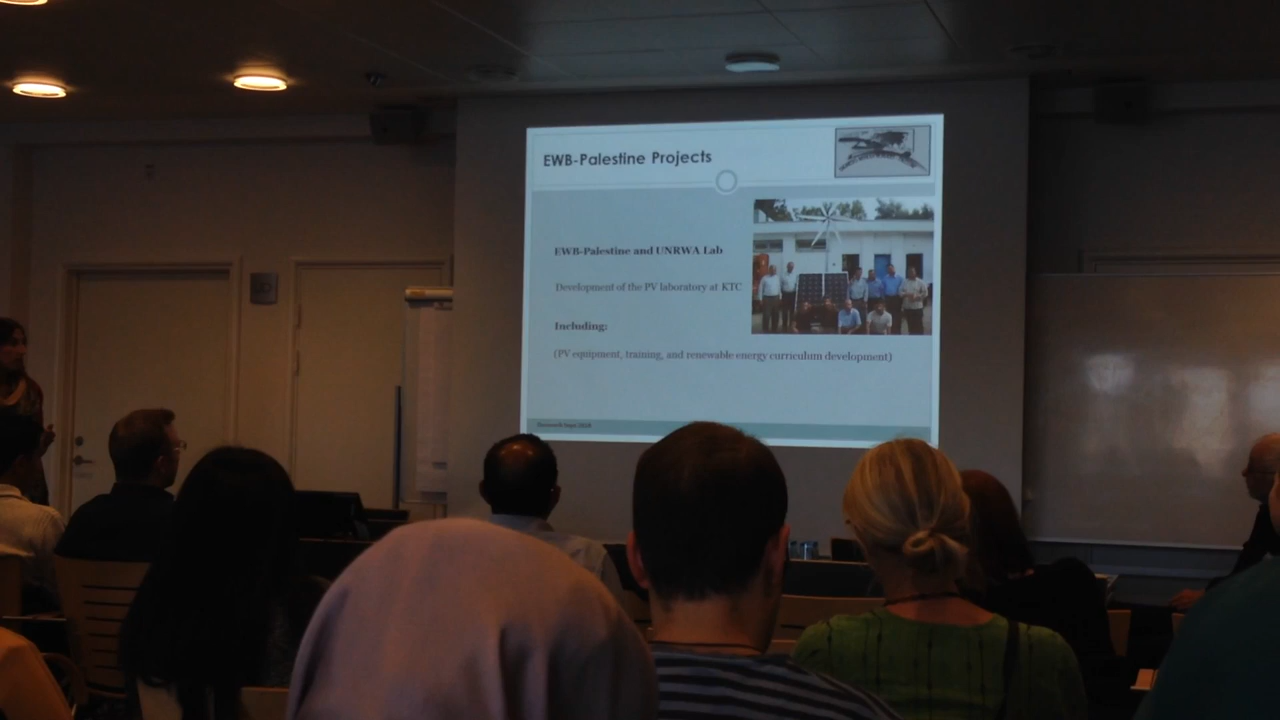 EWB-Palestine Projects
EWB-Palestine and UNRWA Lab
Development of the PV laboratory at KTC
Including:
(PV equipment, training, and renewable energy curriculum development)